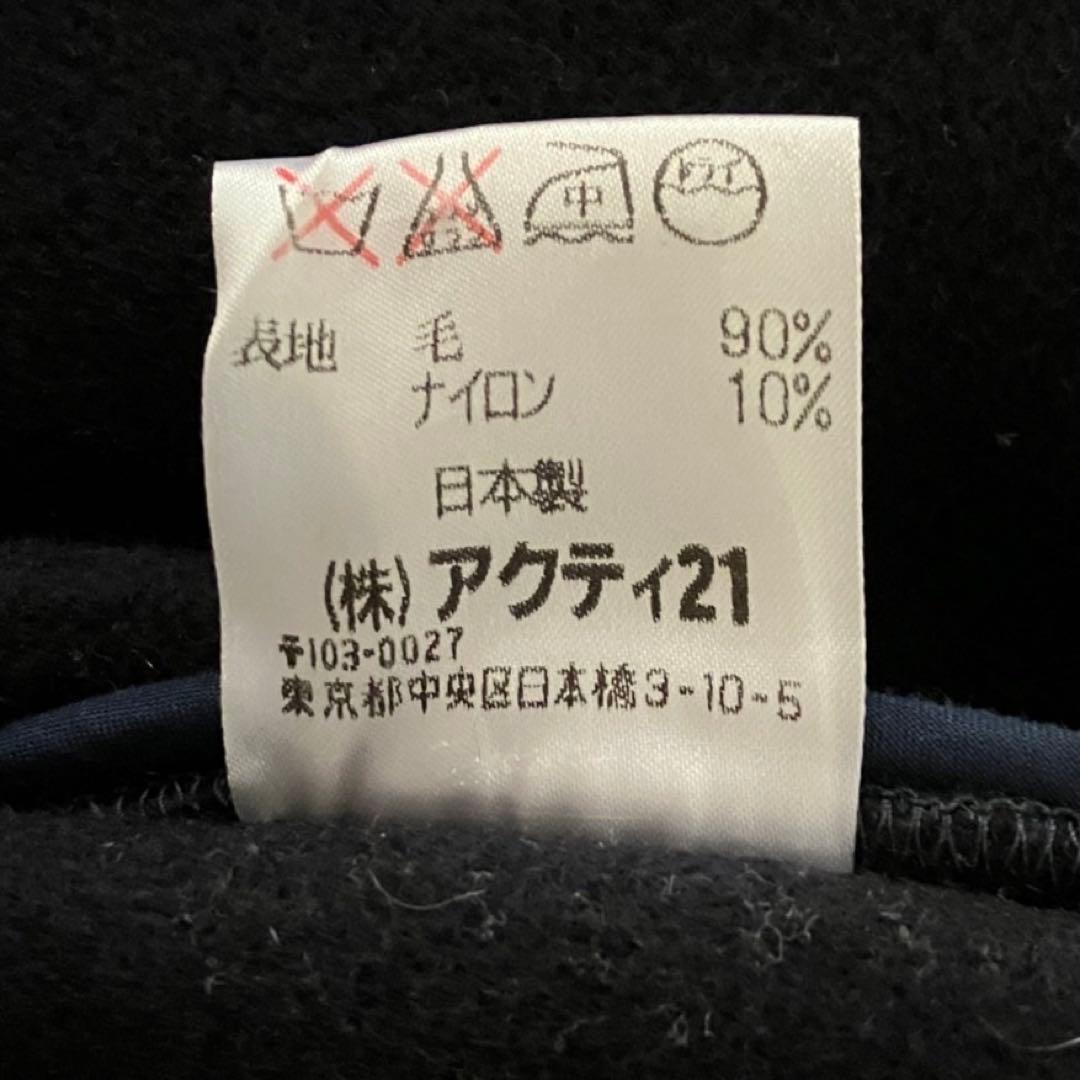 中 ドライ
表地 毛 90%
ナイロン 10%
日本製
(株)アクティ21
〒103-0027
東京都中央区日本橋3-10-5